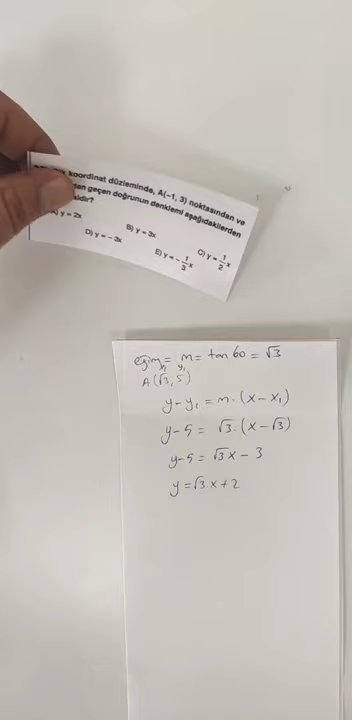 koordinat düzleminde, A(−1, 3) noktasından ve
geçen doğrunun denklemi aşağıdakilerden
A) y = 2x
B) y = 3x
C) y = 1/2 x
D) y = − 3x
E) y = − 1/3 x
eğim = m = tan 60 = √3
x₁ y₁
A(√3, 5)
y − y₁ = m · (x − x₁)
y − 5 = √3 · (x − √3)
y − 5 = √3x − 3
y = √3 x + 2